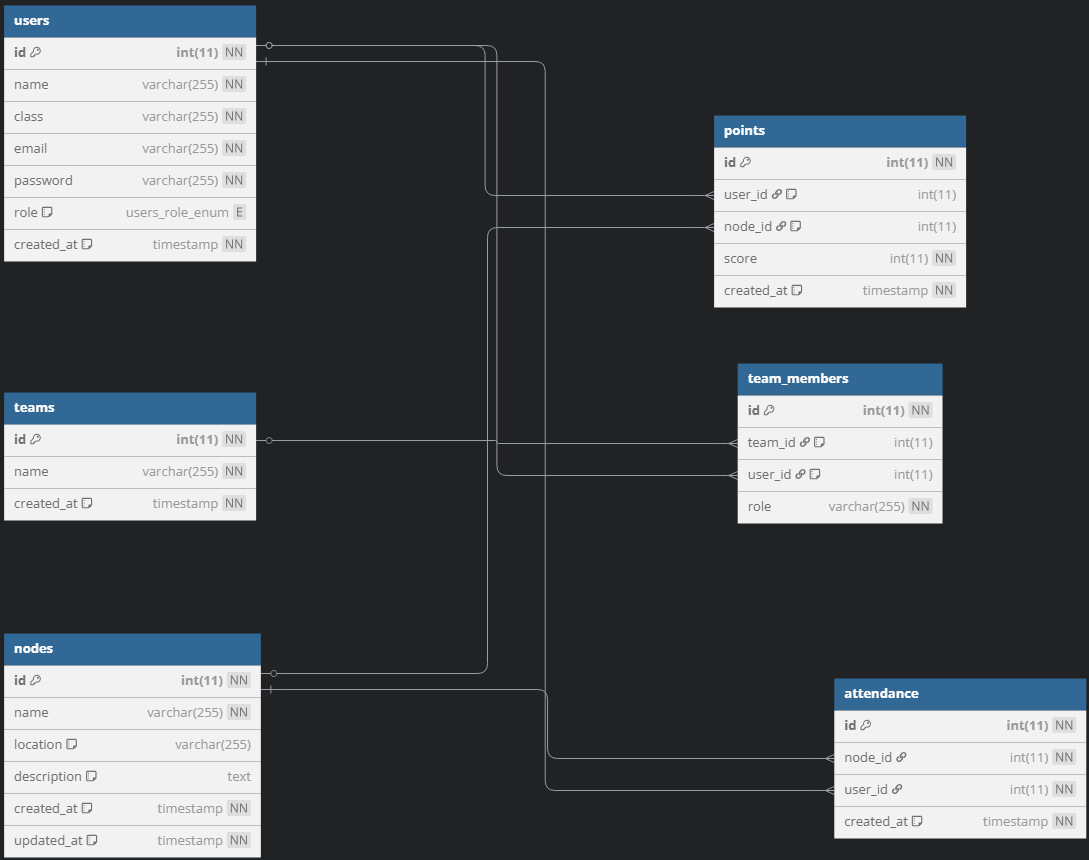 users
id int(11) NN
name varchar(255) NN
class varchar(255) NN
email varchar(255) NN
password varchar(255) NN
role users_role_enum E
created_at timestamp NN
points
id int(11) NN
user_id int(11)
node_id int(11)
score int(11) NN
created_at timestamp NN
teams
id int(11) NN
name varchar(255) NN
created_at timestamp NN
team_members
id int(11) NN
team_id int(11)
user_id int(11)
role varchar(255) NN
nodes
id int(11) NN
name varchar(255) NN
location varchar(255)
description text
created_at timestamp NN
updated_at timestamp NN
attendance
id int(11) NN
node_id int(11) NN
user_id int(11) NN
created_at timestamp NN